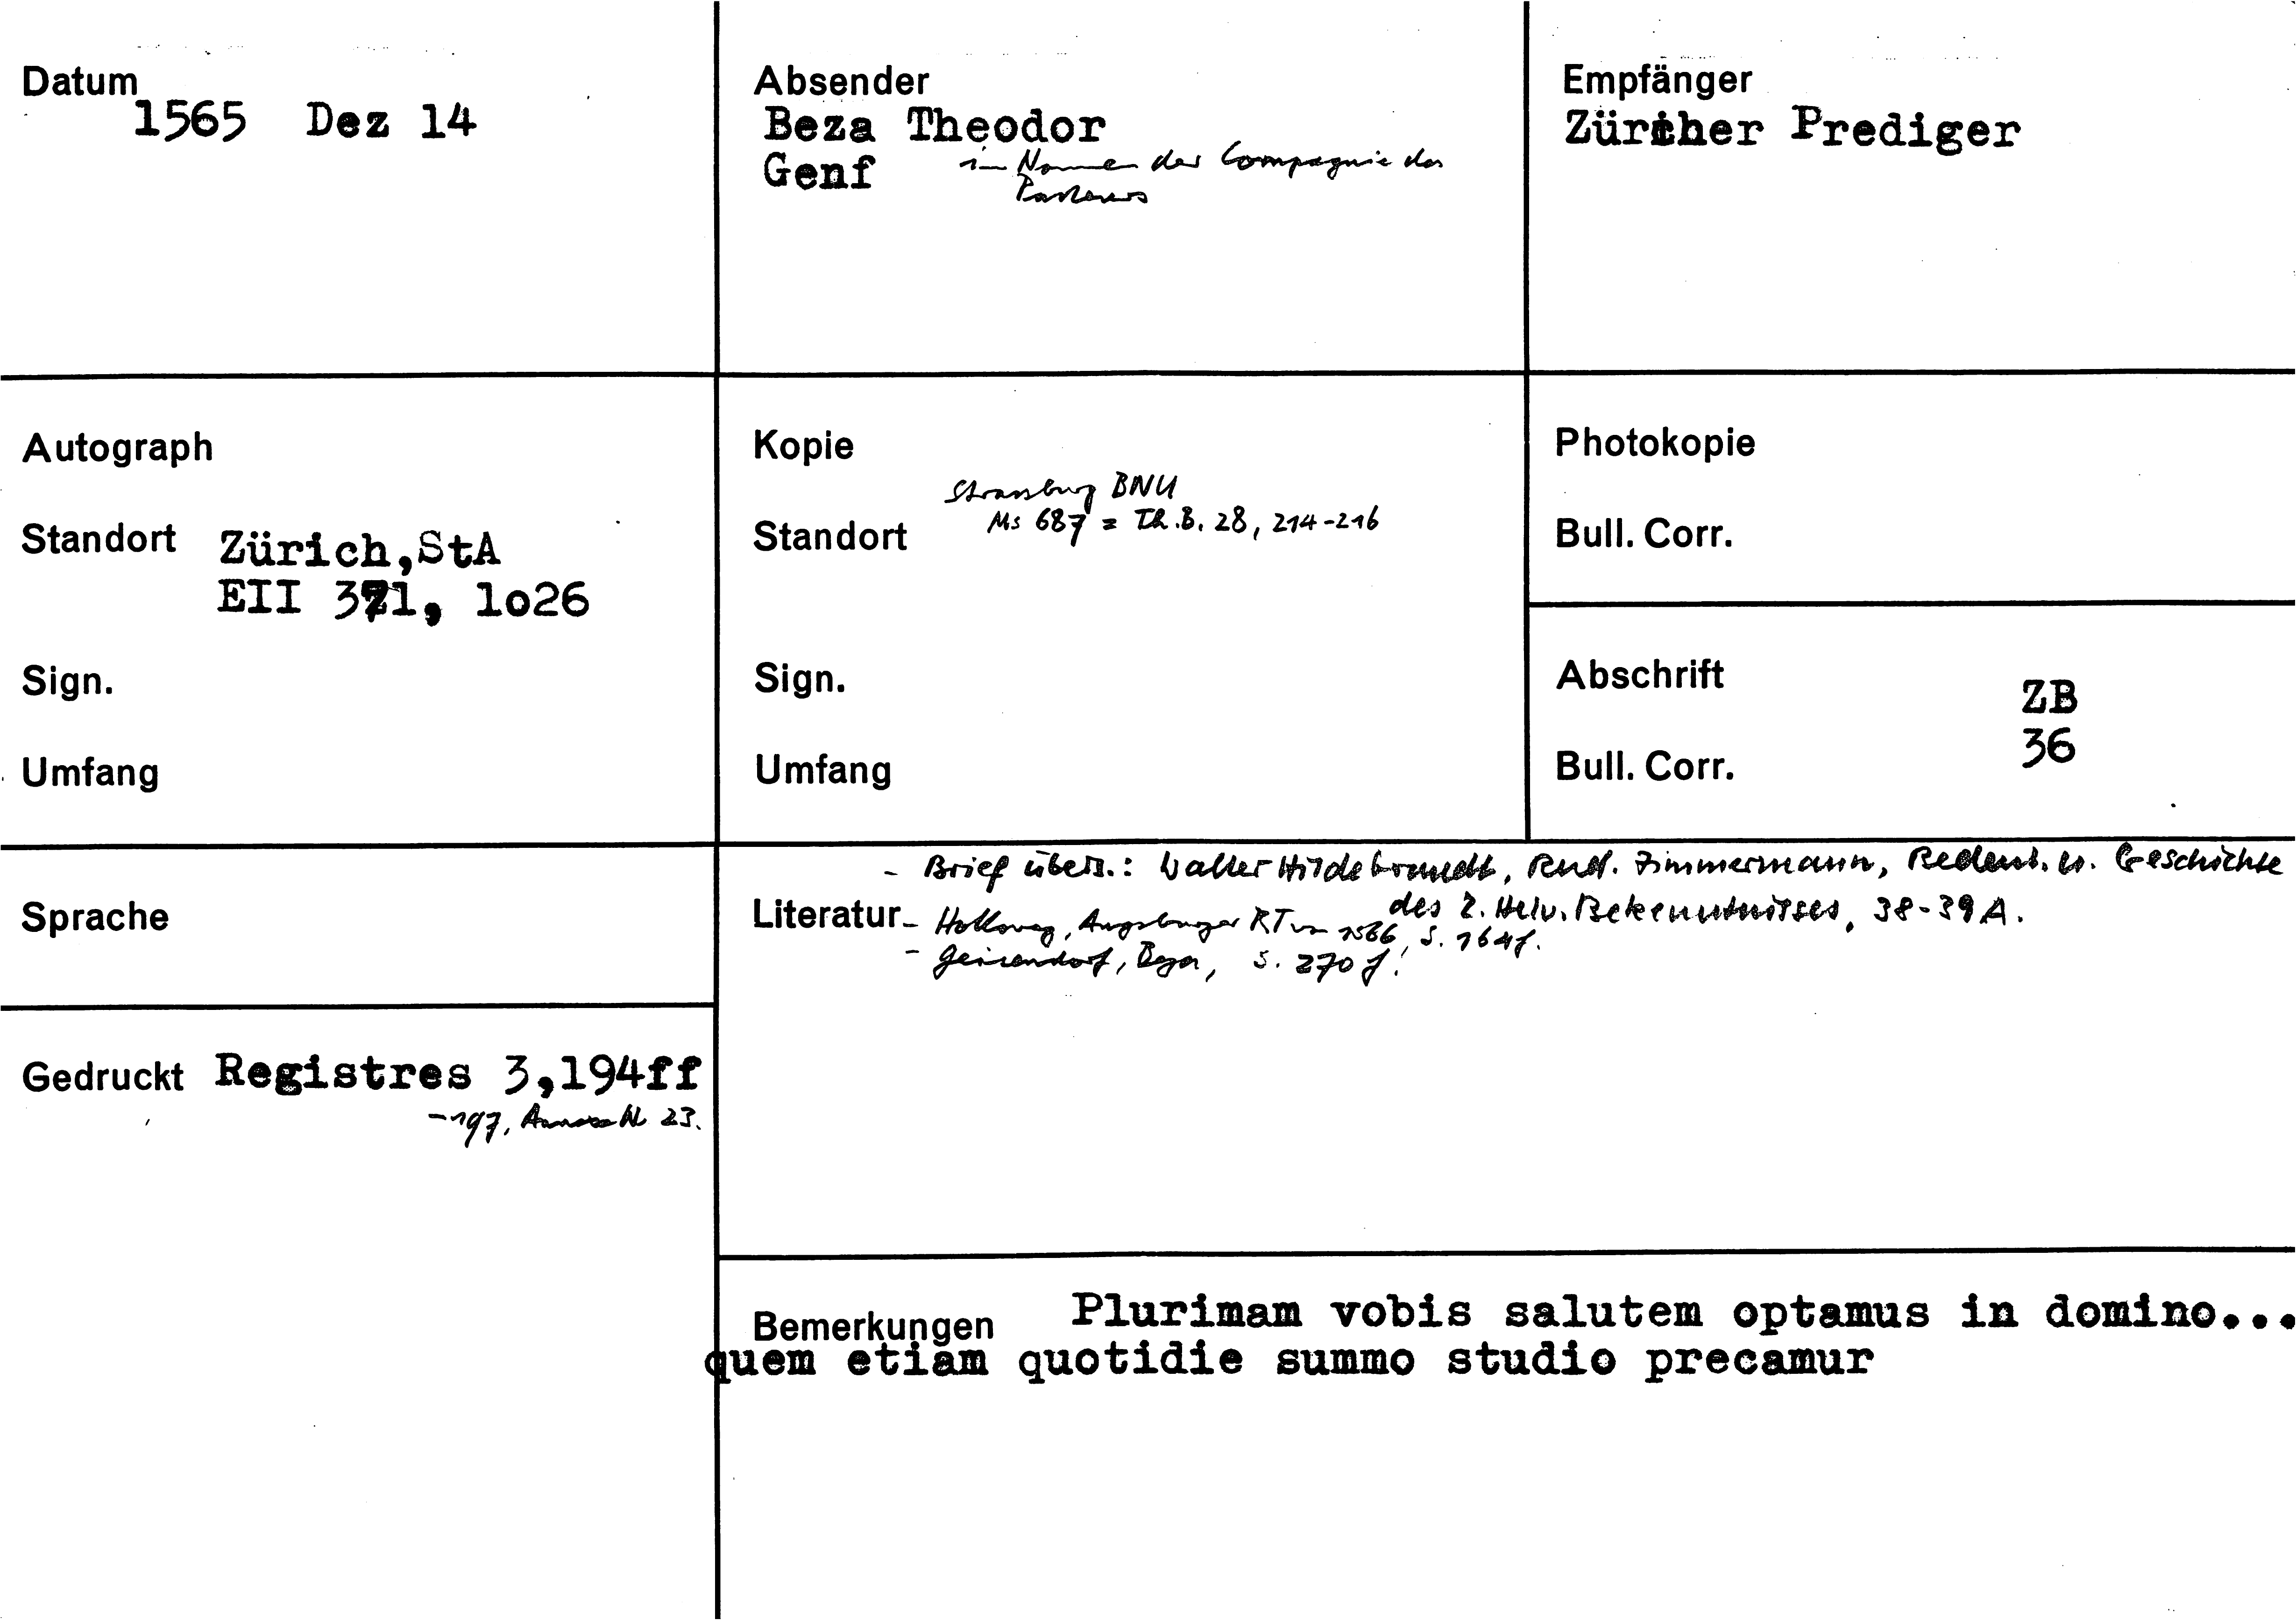 Datum
1565 Dez 14
Absender
Beza Theodor
Genf im Namen der Compagnie des
Pasteurs
Empfänger
Zürcher Prediger
Autograph
Standort Zürich,StA
EII 371, 1o26
Sign.
Umfang
Kopie
Strassburg BNU
Standort Ms 687 = Th.B. 28, 214-216
Sign.
Umfang
Photokopie
Bull. Corr.
Abschrift
ZB
36
Bull. Corr.
Sprache
Gedruckt Registres 3,194ff
-197, Annexe N 23.
- Brief übers.: Walter Hildebrandt, Rud. Zimmermann, Bedeut. u. Geschichte
des 2. Helv. Bekenntnisses, 38-39 A.
Literatur - Hollweg, Augsburger RT von 1566, S. 164f.
- Geisendorf, Beza, S. 270 f.
Bemerkungen Plurimam vobis salutem optamus in domino...
quem etiam quotidie summo studio precamur